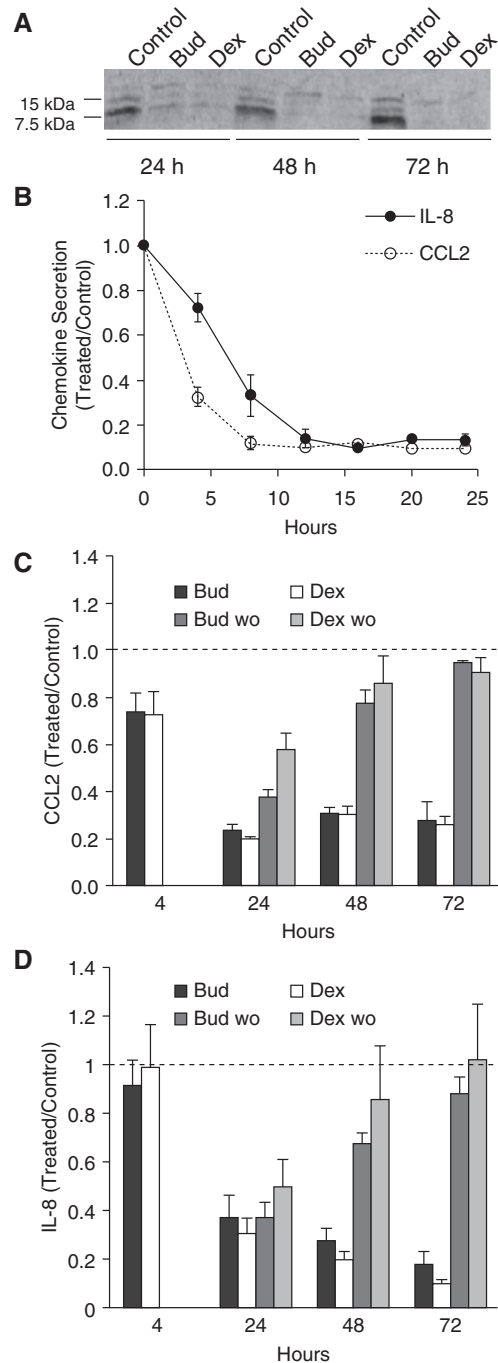 A
Control Bud Dex Control Bud Dex Control Bud Dex
15 kDa
7.5 kDa
24 h 48 h 72 h
B
1.2
1.0
0.8
0.6
0.4
0.2
0.0
Chemokine Secretion
(Treated/Control)
IL-8
CCL2
0 5 10 15 20 25
Hours
C
1.4
1.2
1.0
0.8
0.6
0.4
0.2
0.0
CCL2 (Treated/Control)
Bud Dex
Bud wo Dex wo
4 24 48 72
Hours
D
1.4
1.2
1
0.8
0.6
0.4
0.2
0
IL-8 (Treated/Control)
Bud Dex
Bud wo Dex wo
4 24 48 72
Hours